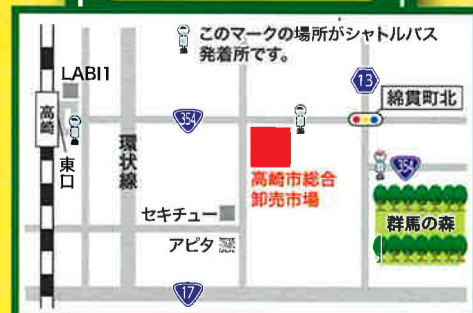 このマークの場所がシャトルバス
発着所です。
LABI1
13
綿貫町北
高崎
354
東口
環状線
354
高崎市総合
卸売市場
セキチュー
群馬の森
アピタ
17